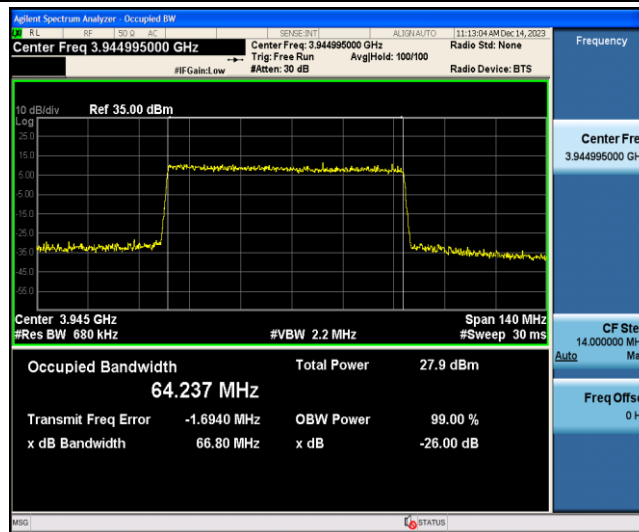 Agilent Spectrum Analyzer - Occupied BW
RL RF 50 Ω AC SENSE:INT ALIGN AUTO 11:13:04 AM Dec 14, 2023
Center Freq 3.944995000 GHz
Center Freq: 3.944995000 GHz
Radio Std: None
Trig: Free Run Avg|Hold: 100/100
#IFGain:Low #Atten: 30 dB Radio Device: BTS
10 dB/div Ref 35.00 dBm
Log
25.0
15.0
5.00
-5.00
-15.0
-25.0
-35.0
-45.0
-55.0
Center 3.945 GHz Span 140 MHz
#Res BW 680 kHz #VBW 2.2 MHz #Sweep 30 ms
Occupied Bandwidth Total Power 27.9 dBm
64.237 MHz
Transmit Freq Error -1.6940 MHz OBW Power 99.00 %
x dB Bandwidth 66.80 MHz x dB -26.00 dB
MSG STATUS
Frequency
Center Fre
3.944995000 GH
CF Ste
14.000000 MH
Auto Ma
Freq Offs
0 H